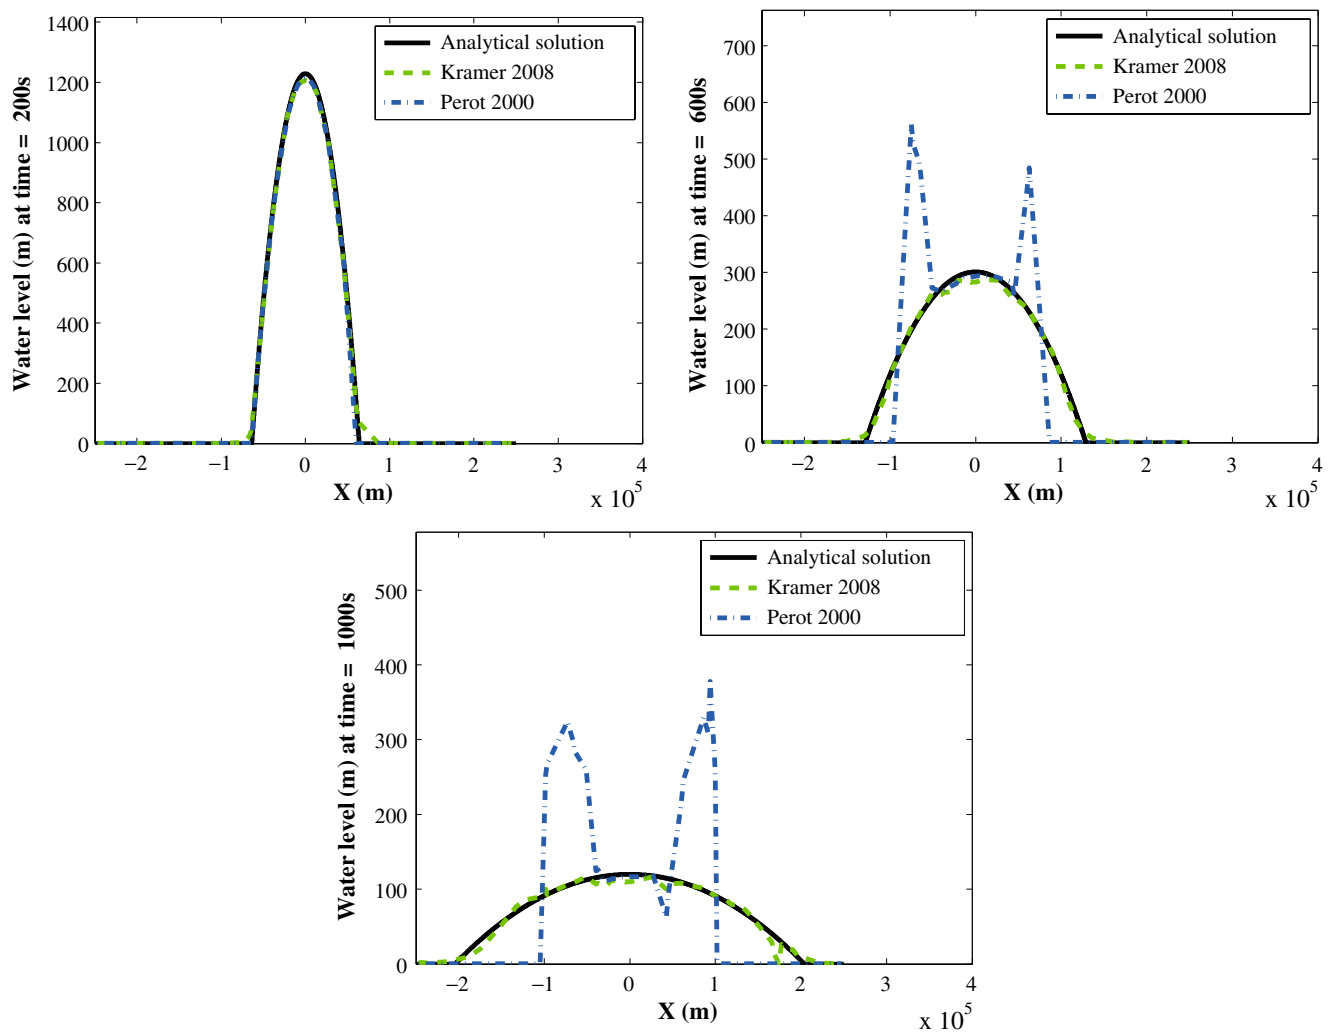 Water level (m) at time = 200s
1400
1200
1000
800
600
400
200
0
−2
−1
0
1
2
3
4
X (m)
x 10^5
Analytical solution
Kramer 2008
Perot 2000
Water level (m) at time = 600s
700
600
500
400
300
200
100
0
−2
−1
0
1
2
3
4
X (m)
x 10^5
Analytical solution
Kramer 2008
Perot 2000
Water level (m) at time = 1000s
500
400
300
200
100
0
−2
−1
0
1
2
3
4
X (m)
x 10^5
Analytical solution
Kramer 2008
Perot 2000